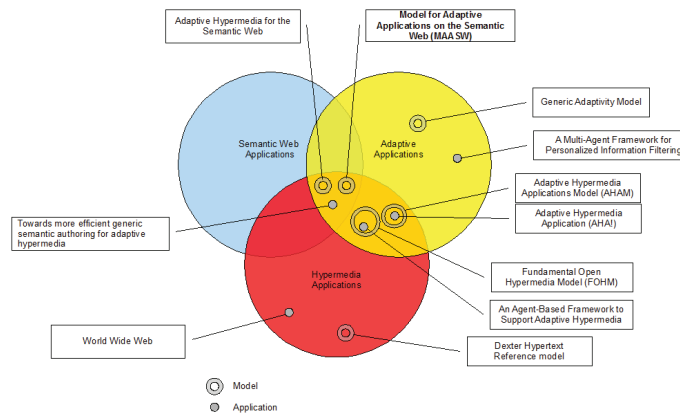 Adaptive Hypermedia for the
Semantic Web
Model for Adaptive
Applications on the Semantic
Web (MAASW)
Generic Adaptivity Model
Semantic Web
Applications
Adaptive
Applications
A Multi-Agent Framework for
Personalized Information Filtering
Adaptive Hypermedia
Applications Model (AHAM)
Adaptive Hypermedia
Application (AHA!)
Towards more efficient generic
semantic authoring for adaptive
hypermedia
Hypermedia
Applications
Fundamental Open
Hypermedia Model (FOHM)
An Agent-Based Framework to
Support Adaptive Hypermedia
World Wide Web
Dexter Hypertext
Reference model
Model
Application